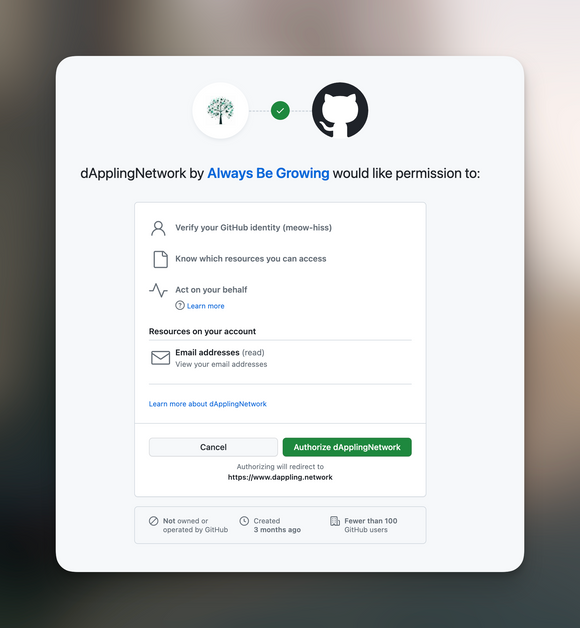 dApplingNetwork by Always Be Growing would like permission to:
Verify your GitHub identity (meow-hiss)
Know which resources you can access
Act on your behalf
? Learn more
Resources on your account
Email addresses (read)
View your email addresses
Learn more about dApplingNetwork
Cancel
Authorize dApplingNetwork
Authorizing will redirect to
https://www.dappling.network
Not owned or
operated by GitHub
Created
3 months ago
Fewer than 100
GitHub users